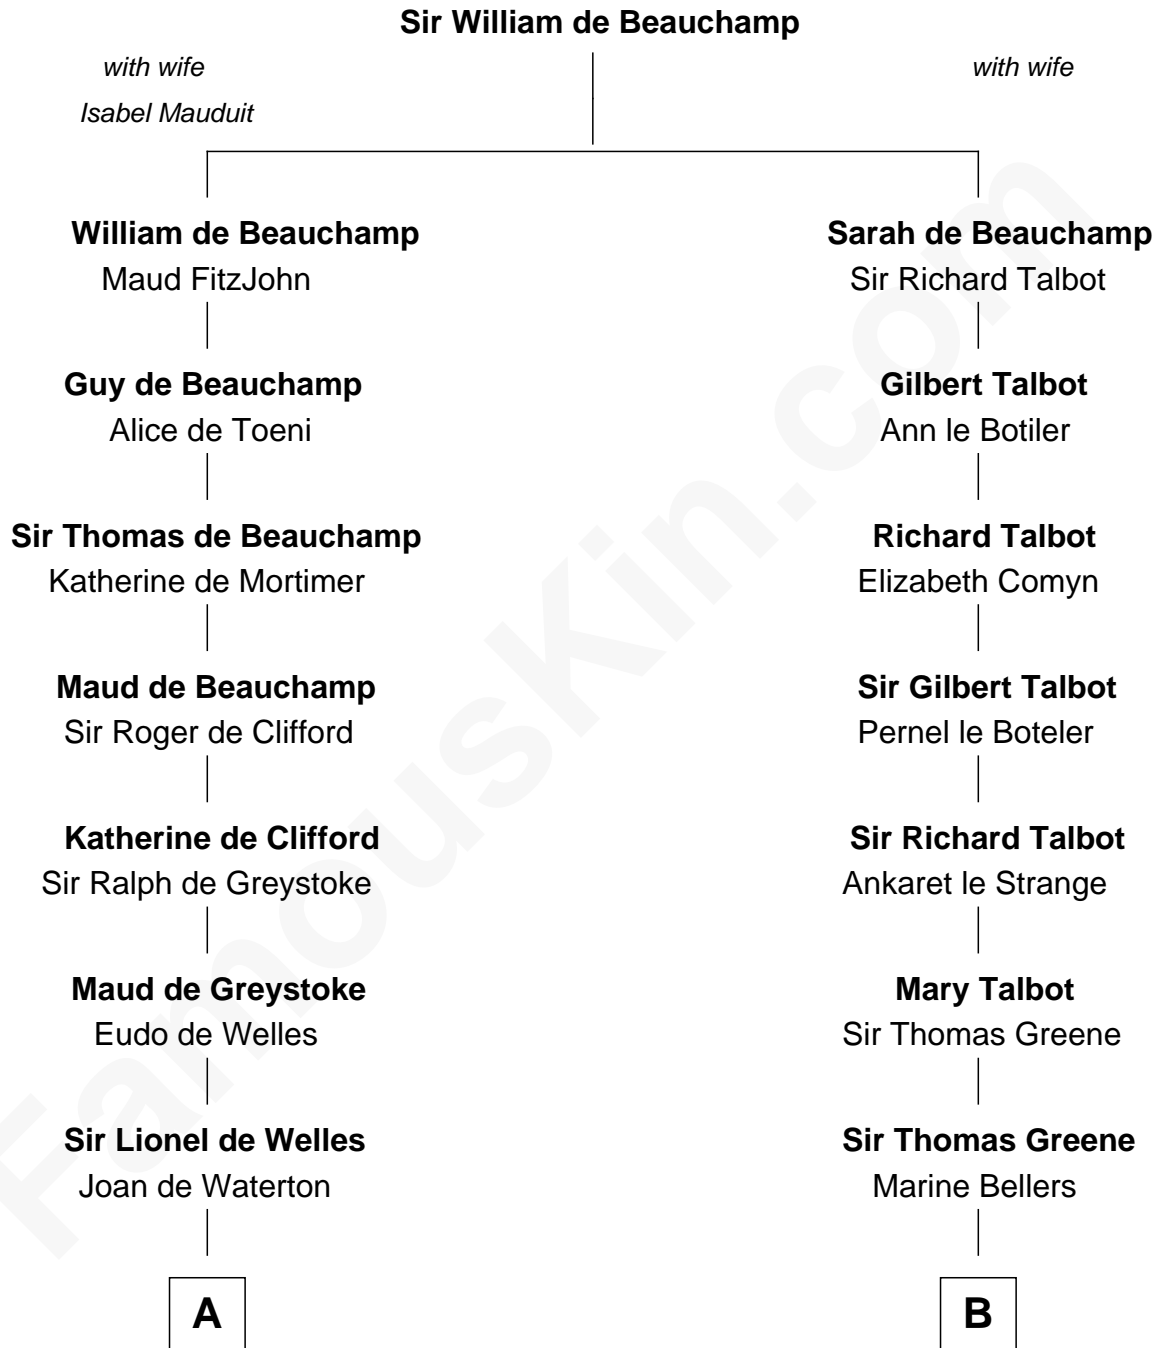 Sir William de Beauchamp
with wife
with wife
Isabel Mauduit
William de Beauchamp
Sarah de Beauchamp
Maud FitzJohn
Sir Richard Talbot
Guy de Beauchamp
Gilbert Talbot
Alice de Toeni
Ann le Botiler
Sir Thomas de Beauchamp
Richard Talbot
Katherine de Mortimer
Elizabeth Comyn
Maud de Beauchamp
Sir Gilbert Talbot
Sir Roger de Clifford
Pernel le Boteler
Katherine de Clifford
Sir Richard Talbot
Sir Ralph de Greystoke
Ankaret le Strange
Maud de Greystoke
Mary Talbot
Eudo de Welles
Sir Thomas Greene
Sir Lionel de Welles
Sir Thomas Greene
Joan de Waterton
Marine Bellers
A
B
FamousKin.com